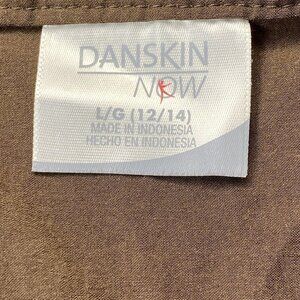 DANSKIN
NOW
L/G (12/14)
MADE IN INDONESIA
HECHO EN INDONESIA